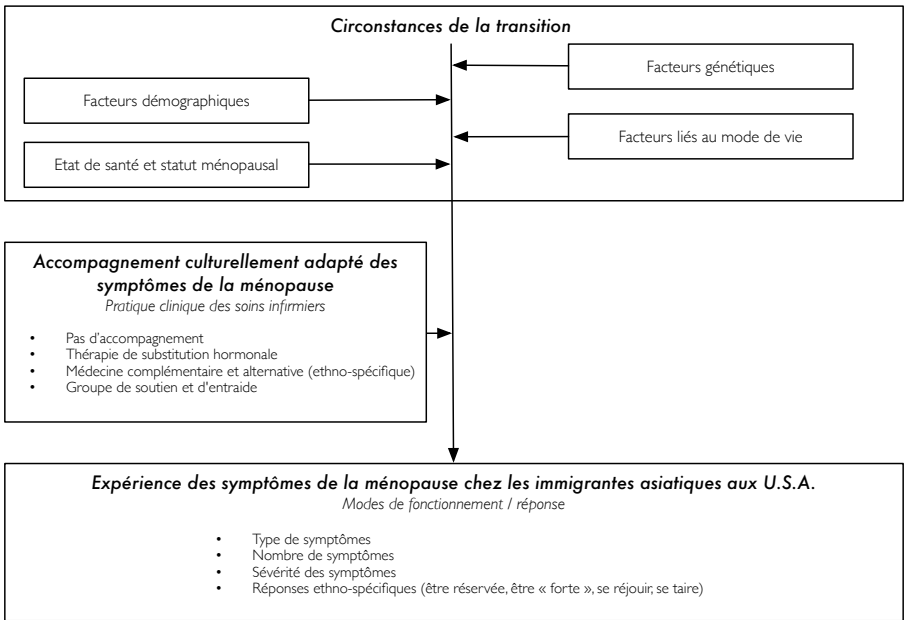 Circonstances de la transition
Facteurs génétiques
Facteurs démographiques
Facteurs liés au mode de vie
Etat de santé et statut ménopausal
Accompagnement culturellement adapté des
symptômes de la ménopause
Pratique clinique des soins infirmiers
• Pas d'accompagnement
• Thérapie de substitution hormonale
• Médecine complémentaire et alternative (ethno-spécifique)
• Groupe de soutien et d'entraide
Expérience des symptômes de la ménopause chez les immigrantes asiatiques aux U.S.A.
Modes de fonctionnement / réponse
• Type de symptômes
• Nombre de symptômes
• Sévérité des symptômes
• Réponses ethno-spécifiques (être réservée, être « forte », se réjouir, se taire)